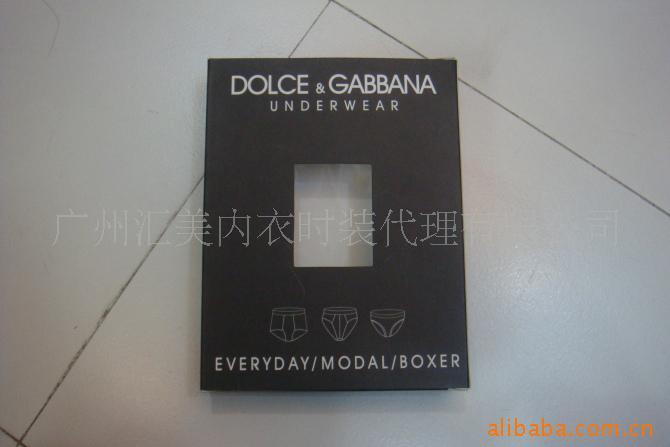 DOLCE & GABBANA
UNDERWEAR
广州汇美内衣时装代理有 司
EVERYDAY/MODAL/BOXER
alibaba.com.cn